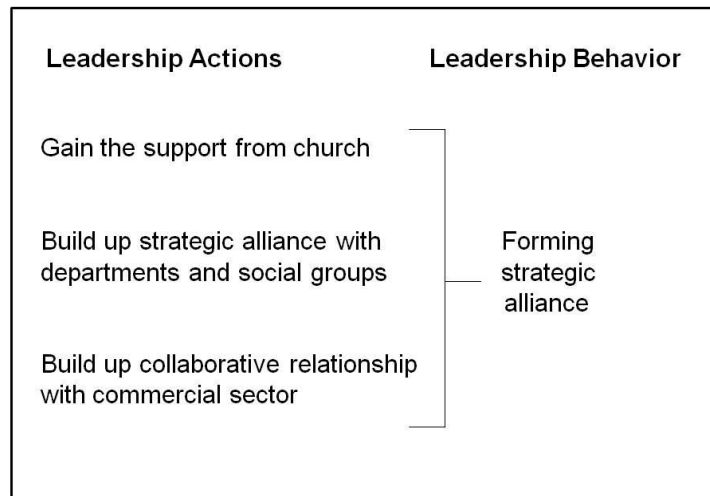 Leadership Actions
Leadership Behavior
Gain the support from church
Build up strategic alliance with
departments and social groups
Build up collaborative relationship
with commercial sector
Forming
strategic
alliance